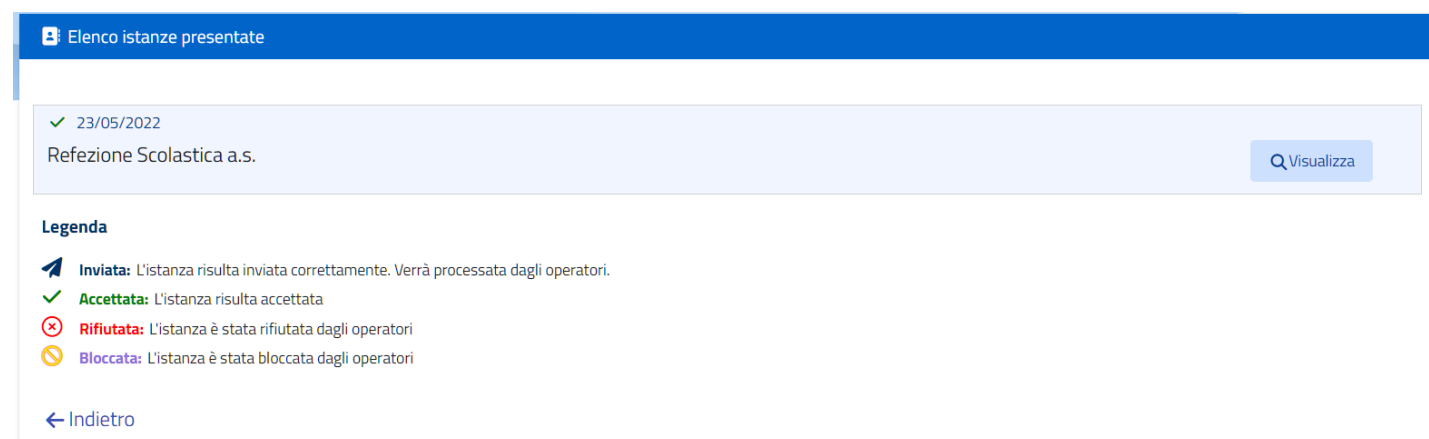 Elenco istanze presentate
23/05/2022
Refezione Scolastica a.s.
Visualizza
Legenda
Inviata: L'istanza risulta inviata correttamente. Verrà processata dagli operatori.
Accettata: L'istanza risulta accettata
Rifiutata: L'istanza è stata rifiutata dagli operatori
Bloccata: L'istanza è stata bloccata dagli operatori
Indietro